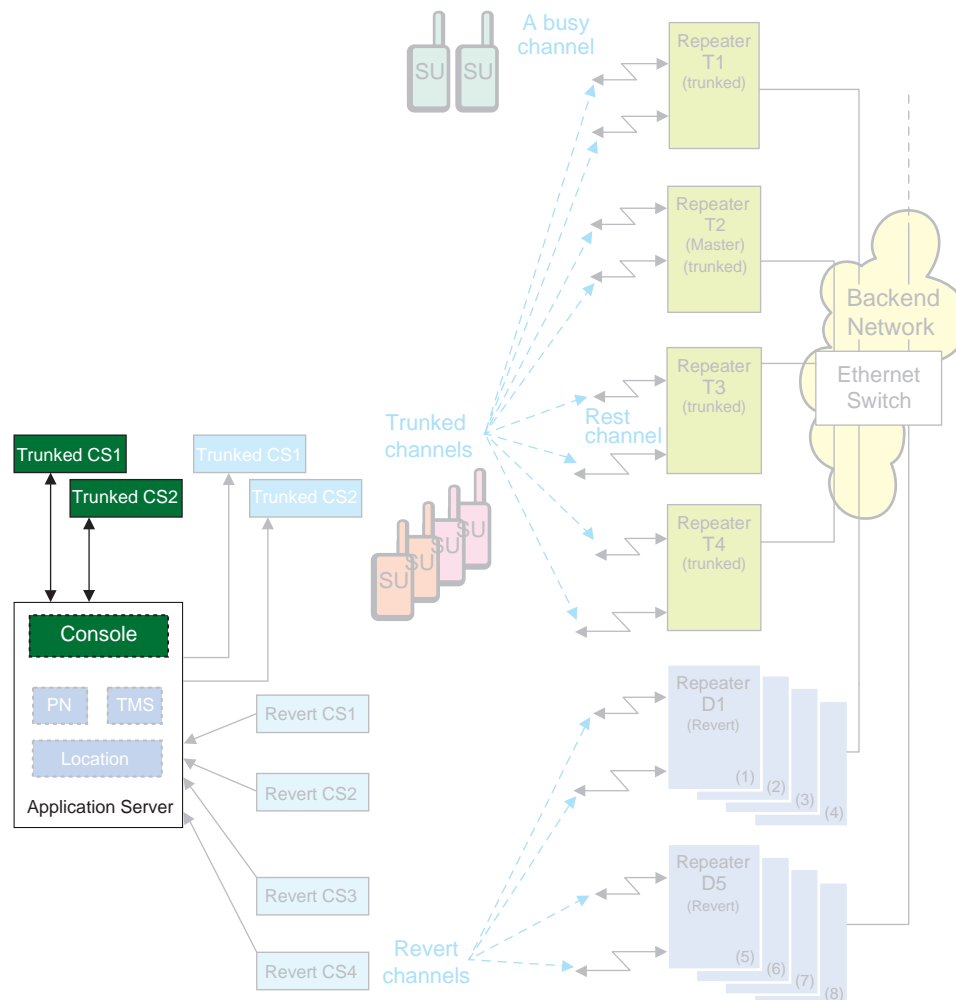 A busy
channel
SU
SU
Repeater
T1
(trunked)
Repeater
T2
(Master)
(trunked)
Backend
Network
Ethernet
Switch
Repeater
T3
(trunked)
Rest
channel
Trunked
channels
Trunked CS1
Trunked CS2
Trunked CS1
Trunked CS2
SU
SU
SU
SU
Repeater
T4
(trunked)
Console
PN
TMS
Location
Application Server
Revert CS1
Revert CS2
Revert CS3
Revert CS4
Repeater
D1
(Revert)
(1)
(2)
(3)
(4)
Repeater
D5
(Revert)
(5)
(6)
(7)
(8)
Revert
channels